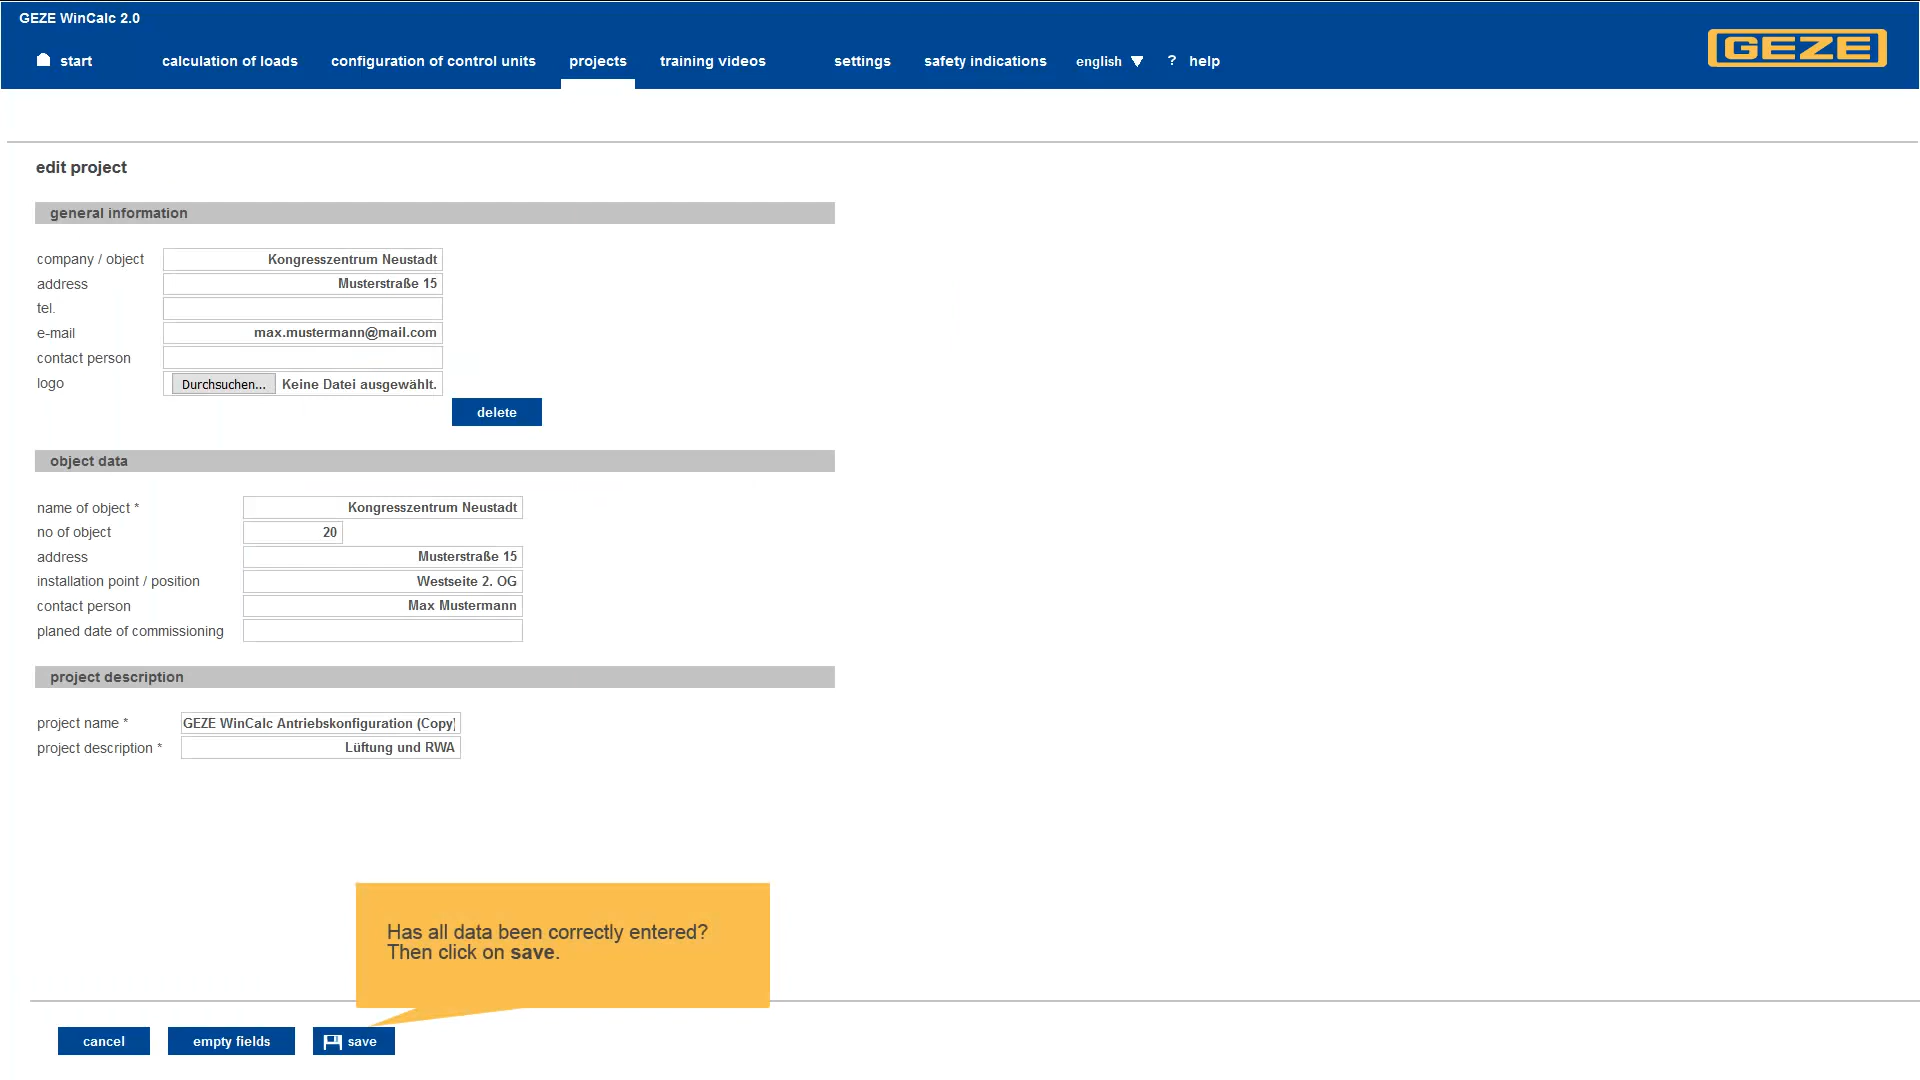 GEZE WinCalc 2.0
start
calculation of loads
configuration of control units
projects
training videos
settings
safety indications
english
? help
GEZE
edit project
general information
company / object
Kongresszentrum Neustadt
address
Musterstraße 15
tel.
e-mail
max.mustermann@mail.com
contact person
logo
Durchsuchen... Keine Datei ausgewählt.
delete
object data
name of object *
Kongresszentrum Neustadt
no of object
20
address
Musterstraße 15
installation point / position
Westseite 2. OG
contact person
Max Mustermann
planed date of commissioning
project description
project name *
GEZE WinCalc Antriebskonfiguration (Copy)
project description *
Lüftung und RWA
Has all data been correctly entered?
Then click on save.
cancel
empty fields
save